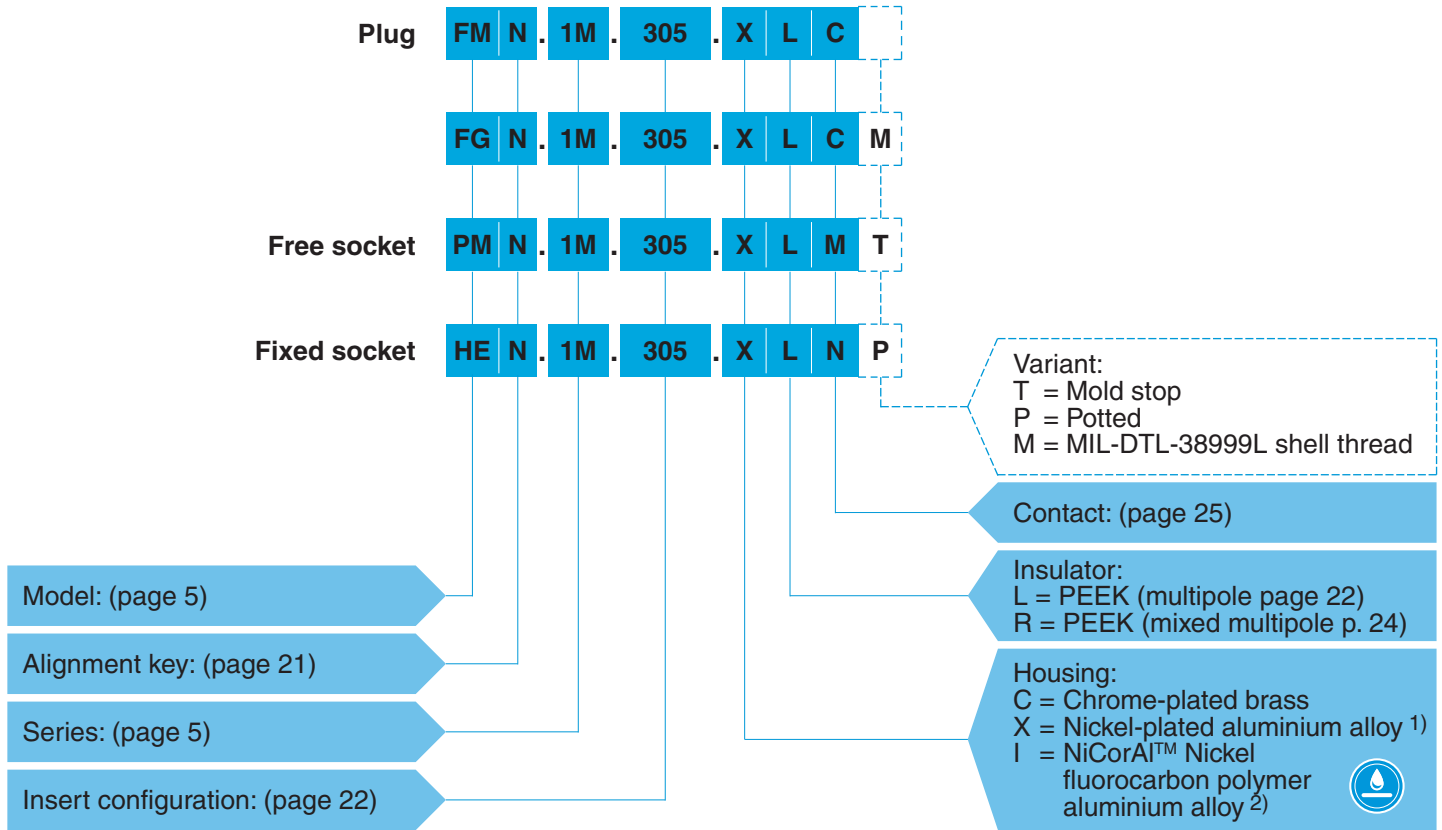 Plug FM N . 1M . 305 . X L C
FG N . 1M . 305 . X L C M
Free socket PM N . 1M . 305 . X L M T
Fixed socket HE N . 1M . 305 . X L N P
Variant:
T = Mold stop
P = Potted
M = MIL-DTL-38999L shell thread
Contact: (page 25)
Insulator:
L = PEEK (multipole page 22)
R = PEEK (mixed multipole p. 24)
Housing:
C = Chrome-plated brass
X = Nickel-plated aluminium alloy 1)
I = NiCorAl™ Nickel
fluorocarbon polymer
aluminium alloy 2)
Model: (page 5)
Alignment key: (page 21)
Series: (page 5)
Insert configuration: (page 22)